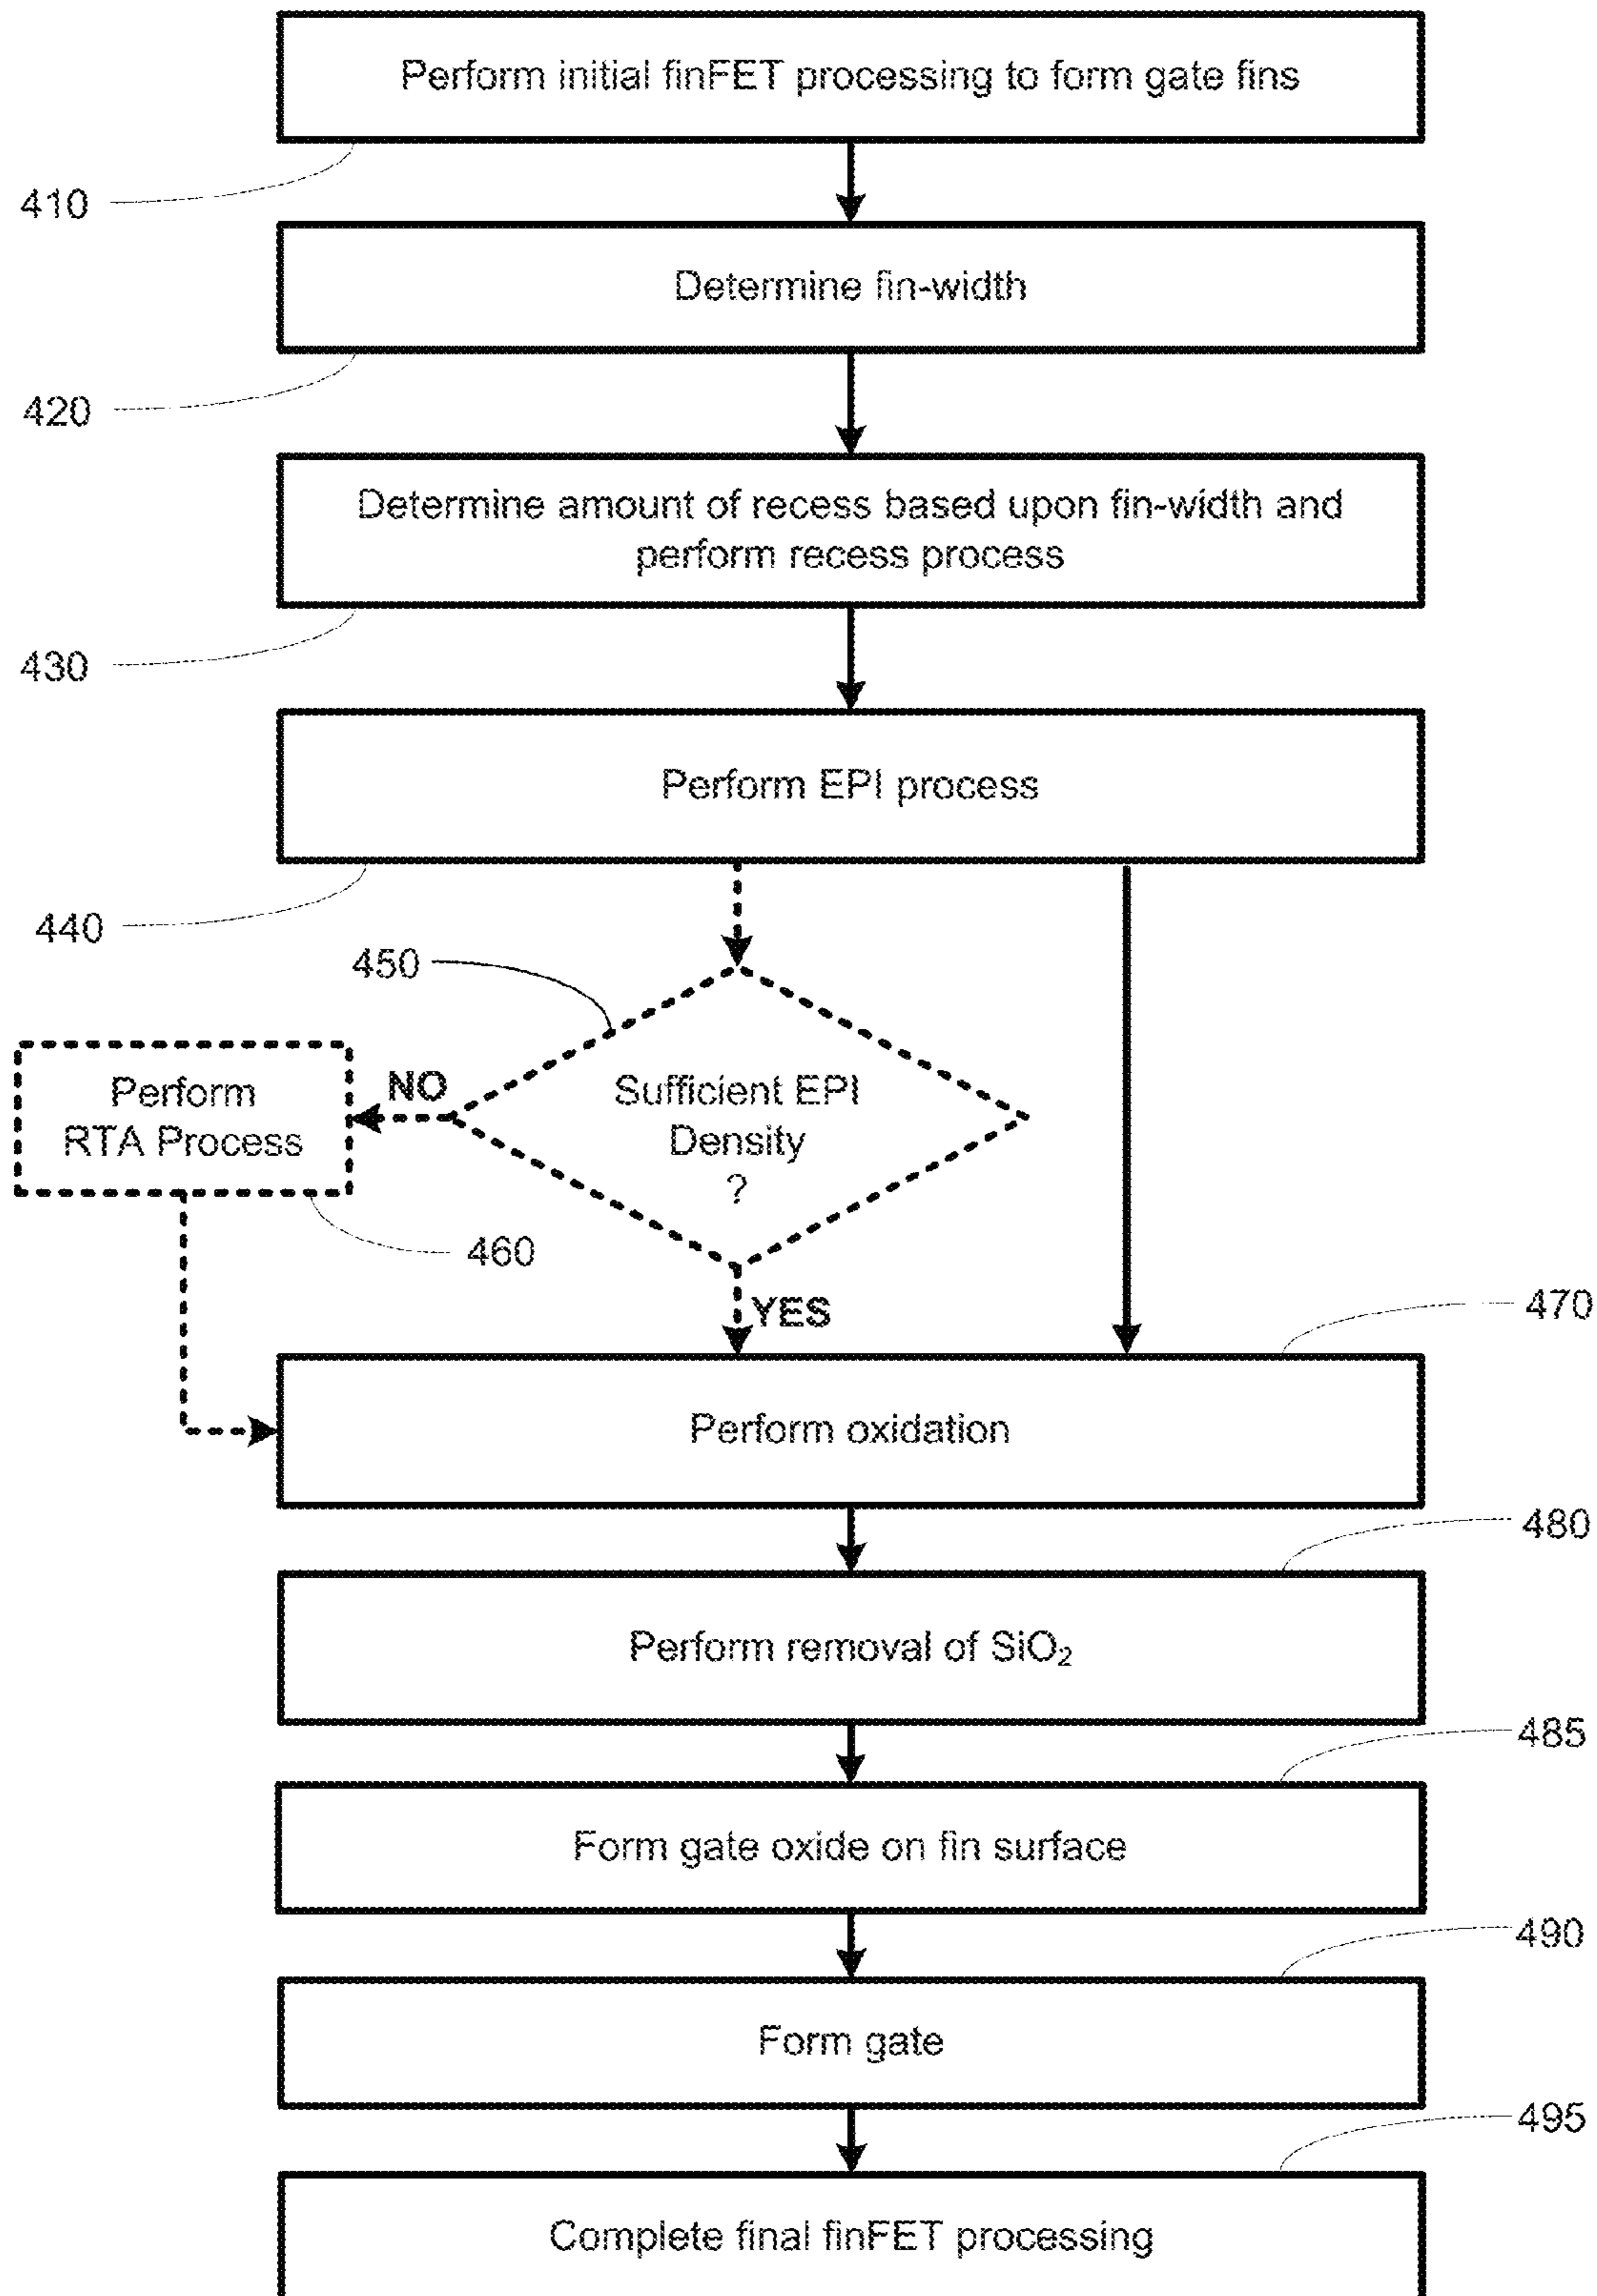 Perform initial finFET processing to form gate fins
410
Determine fin-width
420
Determine amount of recess based upon fin-width and
perform recess process
430
Perform EPI process
440
450
Sufficient EPI
Density
?
NO
Perform
RTA Process
460
YES
470
Perform oxidation
480
Perform removal of SiO₂
485
Form gate oxide on fin surface
490
Form gate
495
Complete final finFET processing